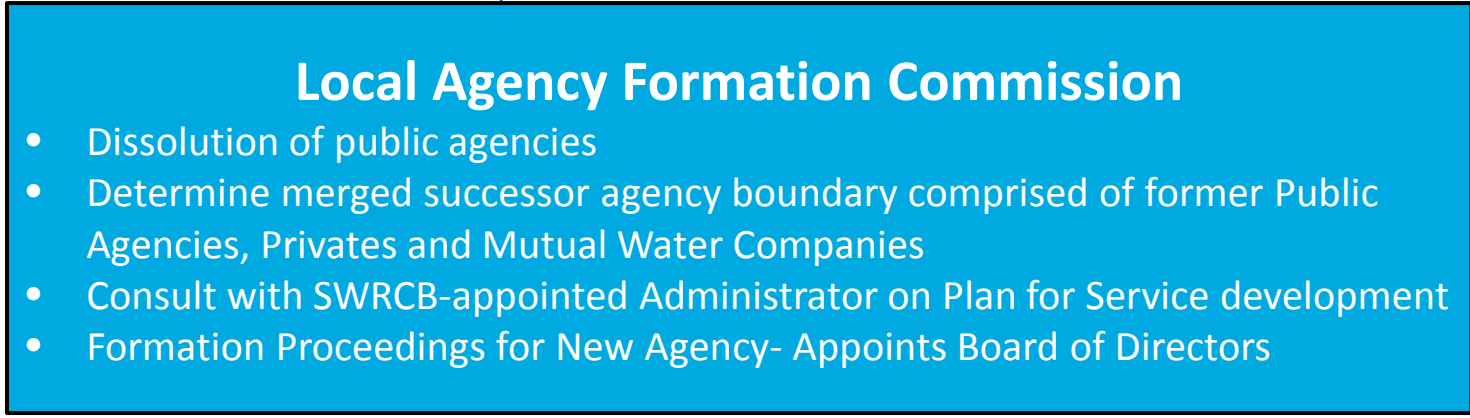 Local Agency Formation Commission
• Dissolution of public agencies
• Determine merged successor agency boundary comprised of former Public
Agencies, Privates and Mutual Water Companies
• Consult with SWRCB-appointed Administrator on Plan for Service development
• Formation Proceedings for New Agency- Appoints Board of Directors